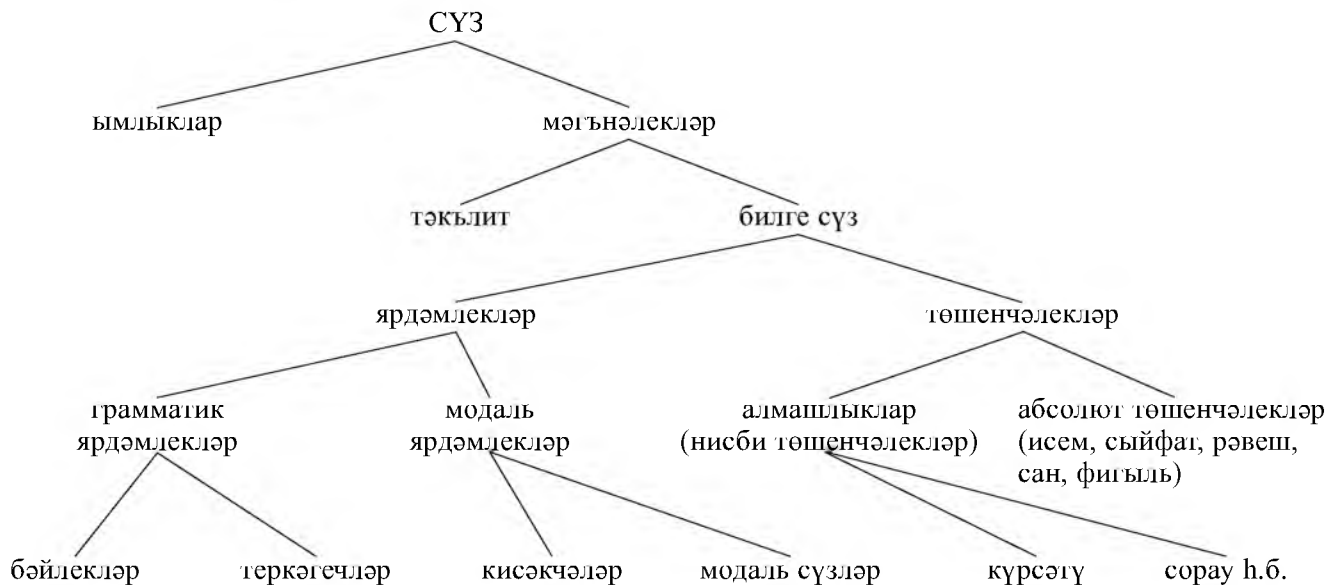 СҮЗ
ымлыклар
мәгънәлекләр
тәкълит
билге сүз
ярдәмлекләр
төшенчәлекләр
грамматик
ярдәмлекләр
модаль
ярдәмлекләр
алмашлыклар
(нисби төшенчәлекләр)
абсолют төшенчәлекләр
(исем, сыйфат, рәвеш,
сан, фигыль)
бәйлекләр
теркәгечләр
кисәкчәләр
модаль сүзләр
күрсәтү
сорау һ.б.